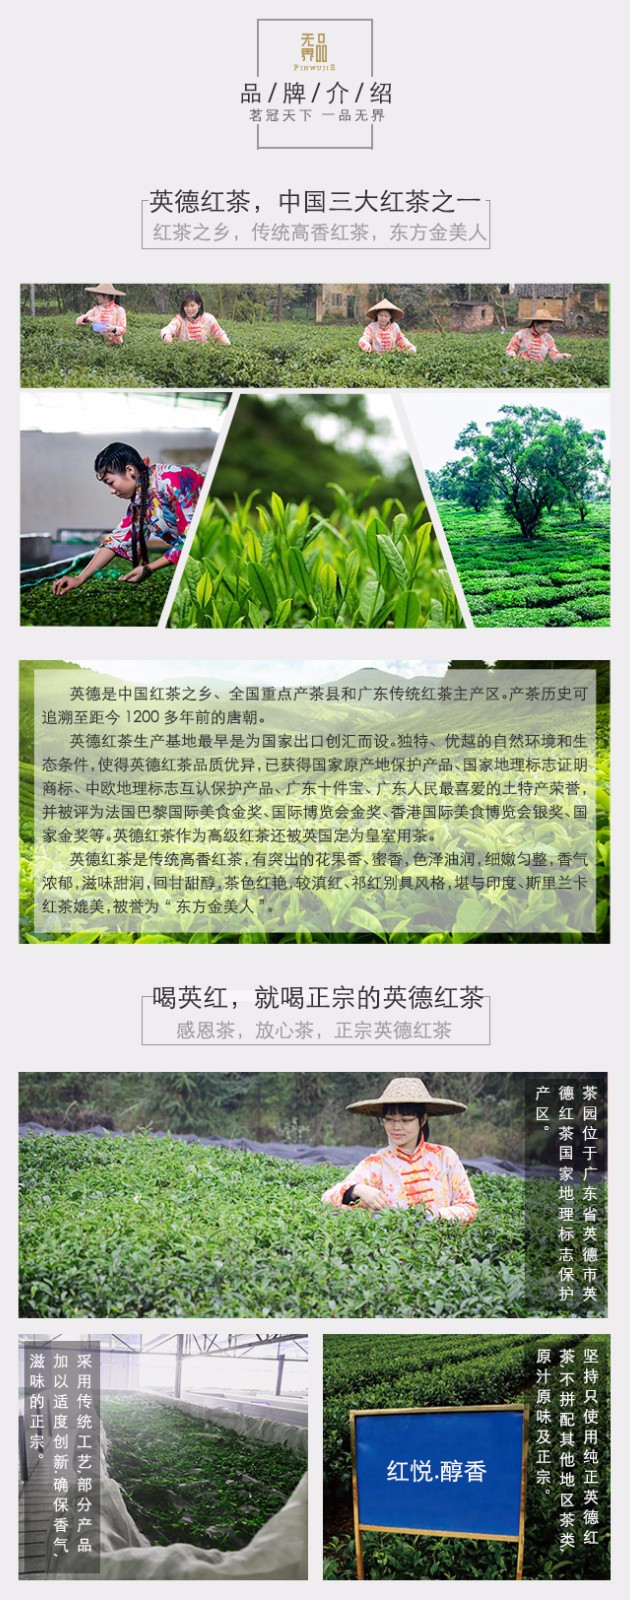 无品界
PINWUJIE
品/牌/介/绍
茗冠天下 一品无界
英德红茶，中国三大红茶之一
红茶之乡，传统高香红茶，东方金美人
英德是中国红茶之乡、全国重点产茶县和广东传统红茶主产区。产茶历史可
追溯至距今1200多年前的唐朝。
英德红茶生产基地最早是为国家出口创汇而设。独特、优越的自然环境和生
态条件，使得英德红茶品质优异，已获得国家原产地保护产品、国家地理标志证明
商标、中欧地理标志互认保护产品、广东十件宝、广东人民最喜爱的土特产荣誉，
并被评为法国巴黎国际美食金奖、国际博览会金奖、香港国际美食博览会银奖、国
家金奖等。英德红茶作为高级红茶还被英国定为皇室用茶。
英德红茶是传统高香红茶，有突出的花果香、蜜香，色泽油润，细嫩匀整，香气
浓郁，滋味甜润，回甘甜醇，茶色红艳，较滇红、祁红别具风格，堪与印度、斯里兰卡
红茶媲美，被誉为“东方金美人”。
喝英红，就喝正宗的英德红茶
感恩茶，放心茶，正宗英德红茶
茶园位于广东省英德市英
德红茶国家地理标志保护
产区。
采用传统工艺，部分产品
加以适度创新，确保香气，
滋味的正宗。
坚持只使用纯正英德红
茶，不拼配其他地区茶类，
原汁原味及正宗。
红悦.醇香